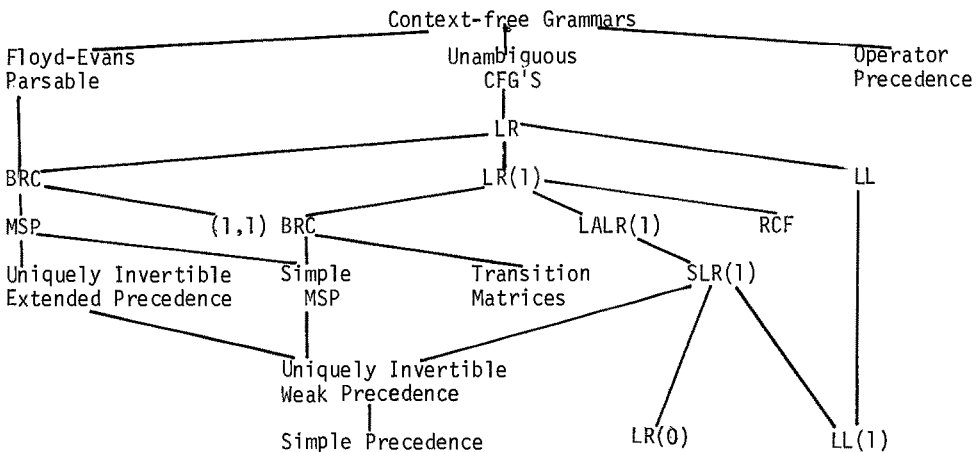 Context-free Grammars
Floyd-Evans
Parsable
Unambiguous
CFG'S
Operator
Precedence
LR
BRC
LR(1)
LL
MSP
(1,1) BRC
LALR(1)
RCF
Uniquely Invertible
Extended Precedence
Simple
MSP
Transition
Matrices
SLR(1)
Uniquely Invertible
Weak Precedence
Simple Precedence
LR(0)
LL(1)